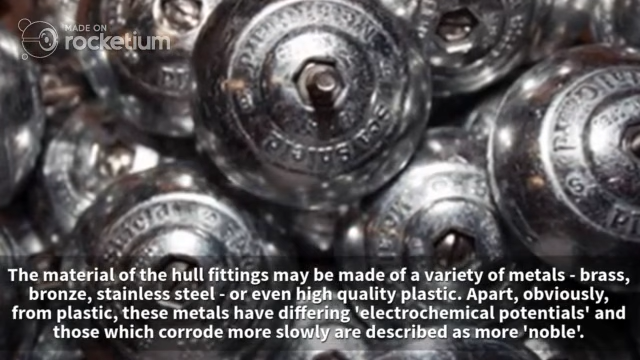 MADE ON
rocketium
The material of the hull fittings may be made of a variety of metals - brass,
bronze, stainless steel - or even high quality plastic. Apart, obviously,
from plastic, these metals have differing 'electrochemical potentials' and
those which corrode more slowly are described as more 'noble'.